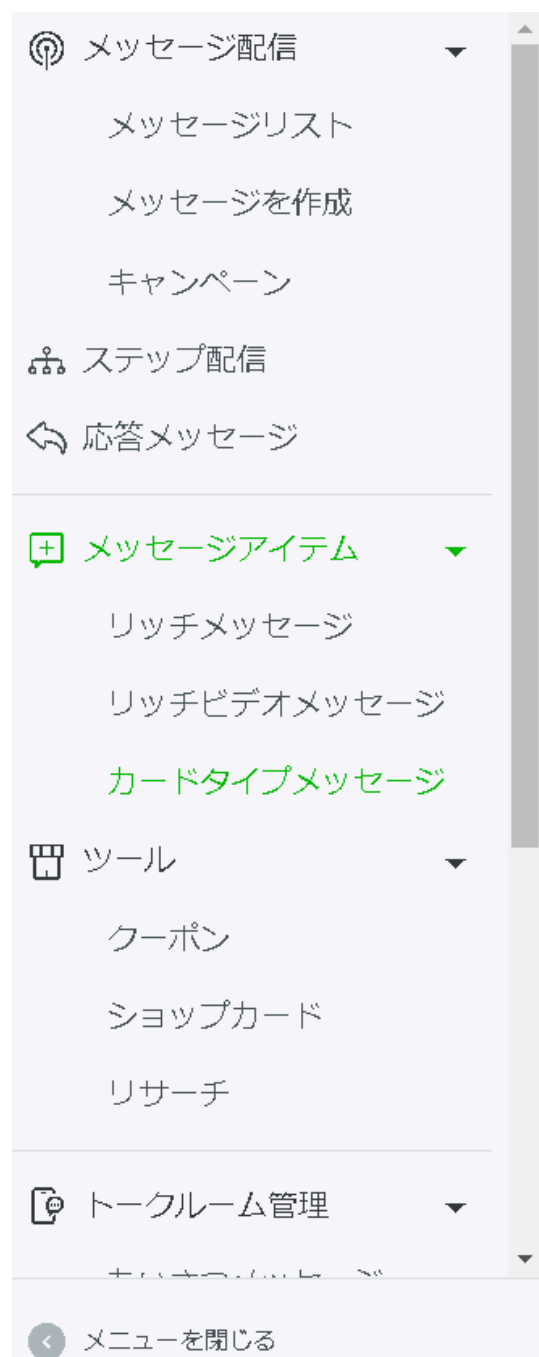 メッセージ配信
メッセージリスト
メッセージを作成
キャンペーン
ステップ配信
応答メッセージ
メッセージアイテム
リッチメッセージ
リッチビデオメッセージ
カードタイプメッセージ
ツール
クーポン
ショップカード
リサーチ
トークルーム管理
メニューを閉じる